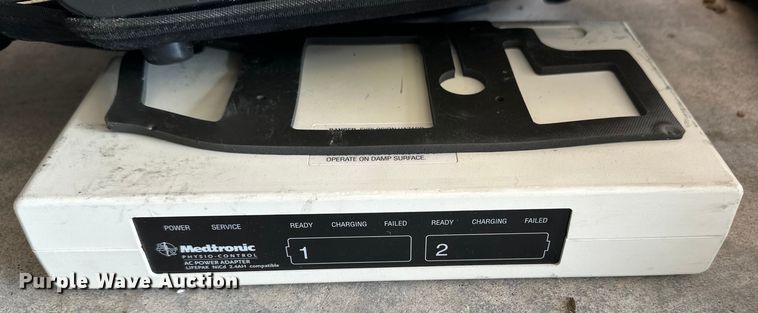 OPERATE ON DAMP SURFACE.
POWER SERVICE READY CHARGING FAILED READY CHARGING FAILED
Medtronic
PHYSIO-CONTROL
AC POWER ADAPTER
LIFEPAK NiCd 2.4AH compatible
1 2
Purple Wave Auction